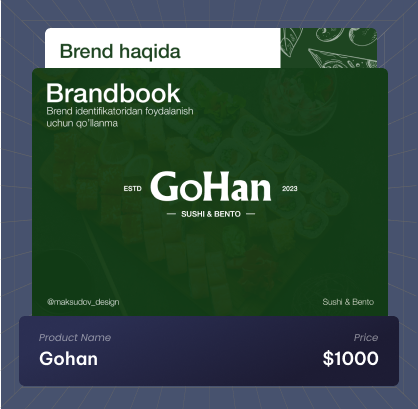 Brend haqida
Brandbook
Brend identifikatoridan foydalanish
uchun qo'llanma
ESTD GoHan 2023
SUSHI & BENTO
@maksudov_design Sushi & Bento
Product Name Price
Gohan $1000